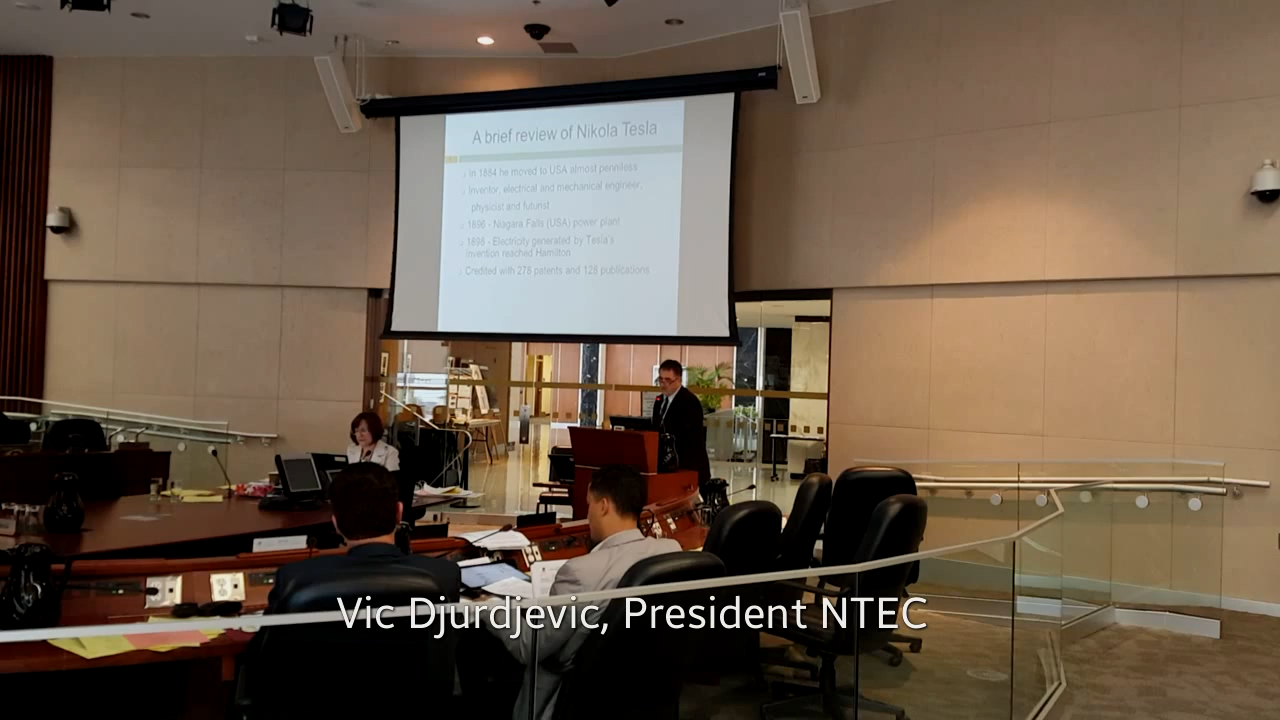 A brief review of Nikola Tesla
In 1884 he moved to USA almost penniless
Inventor, electrical and mechanical engineer,
physicist and futurist
1896 - Niagara Falls (USA) power plant
- Electricity generated by Tesla's
invention reached Hamilton
Credited with 278 patents and 128 publications
Vic Djurdjevic, President NTEC